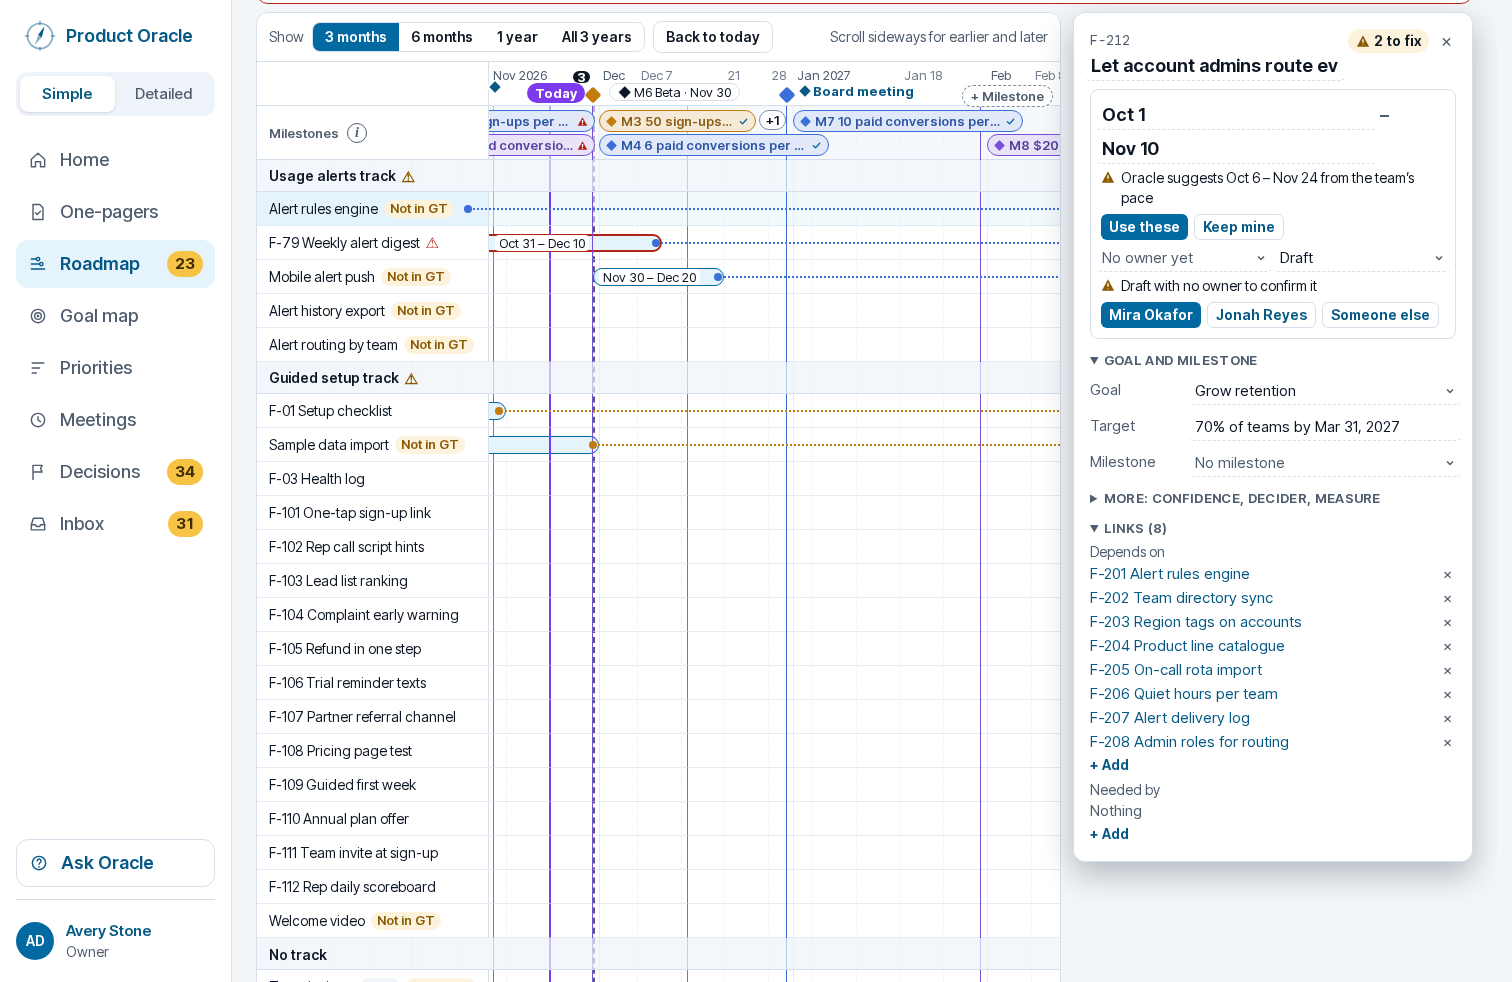 Product Oracle
Simple
Detailed
Home
One-pagers
Roadmap
23
Goal map
Priorities
Meetings
Decisions
34
Inbox
31
Ask Oracle
AD
Avery Stone
Owner
Show
3 months
6 months
1 year
All 3 years
Back to today
Scroll sideways for earlier and later
Nov 2026
3
Dec
Dec 7
21
28
Jan 2027
Jan 18
Feb
Feb
Today
M6 Beta · Nov 30
Board meeting
+ Milestone
Milestones
i
gn-ups per ...
M3 50 sign-ups...
+1
M7 10 paid conversions per...
d conversio...
M4 6 paid conversions per ...
M8 $20
Usage alerts track
Alert rules engine
Not in GT
F-79 Weekly alert digest
Oct 31 – Dec 10
Mobile alert push
Not in GT
Nov 30 – Dec 20
Alert history export
Not in GT
Alert routing by team
Not in GT
Guided setup track
F-01 Setup checklist
Sample data import
Not in GT
F-03 Health log
F-101 One-tap sign-up link
F-102 Rep call script hints
F-103 Lead list ranking
F-104 Complaint early warning
F-105 Refund in one step
F-106 Trial reminder texts
F-107 Partner referral channel
F-108 Pricing page test
F-109 Guided first week
F-110 Annual plan offer
F-111 Team invite at sign-up
F-112 Rep daily scoreboard
Welcome video
Not in GT
No track
F-212
2 to fix
×
Let account admins route ev
Oct 1
–
Nov 10
Oracle suggests Oct 6 – Nov 24 from the team's
pace
Use these
Keep mine
No owner yet
Draft
Draft with no owner to confirm it
Mira Okafor
Jonah Reyes
Someone else
GOAL AND MILESTONE
Goal
Grow retention
Target
70% of teams by Mar 31, 2027
Milestone
No milestone
MORE: CONFIDENCE, DECIDER, MEASURE
LINKS (8)
Depends on
F-201 Alert rules engine ×
F-202 Team directory sync ×
F-203 Region tags on accounts ×
F-204 Product line catalogue ×
F-205 On-call rota import ×
F-206 Quiet hours per team ×
F-207 Alert delivery log ×
F-208 Admin roles for routing ×
+ Add
Needed by
Nothing
+ Add